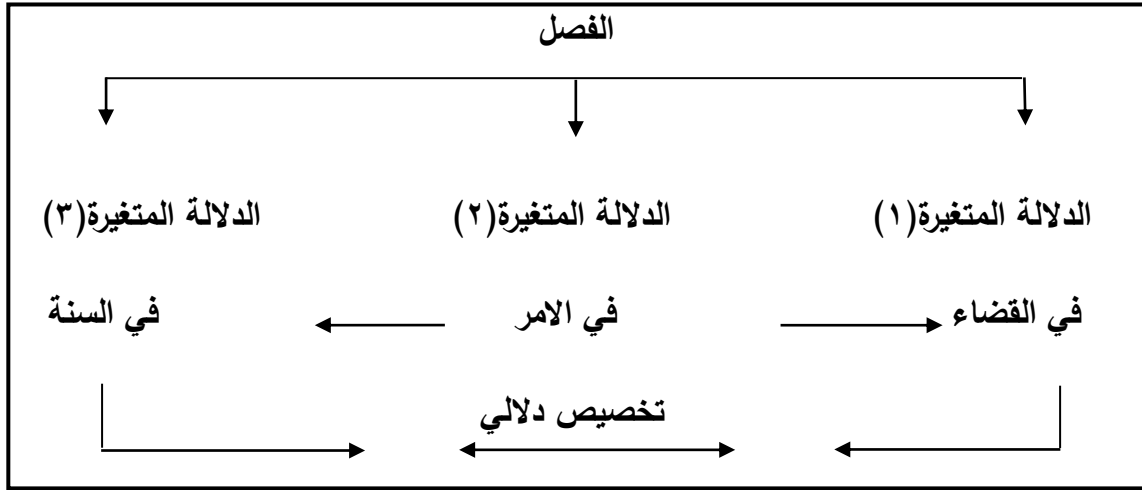 الفصل
الدلالة المتغيرة(١) الدلالة المتغيرة(٢) الدلالة المتغيرة(٣)
في القضاء في الامر في السنة
تخصيص دلالي